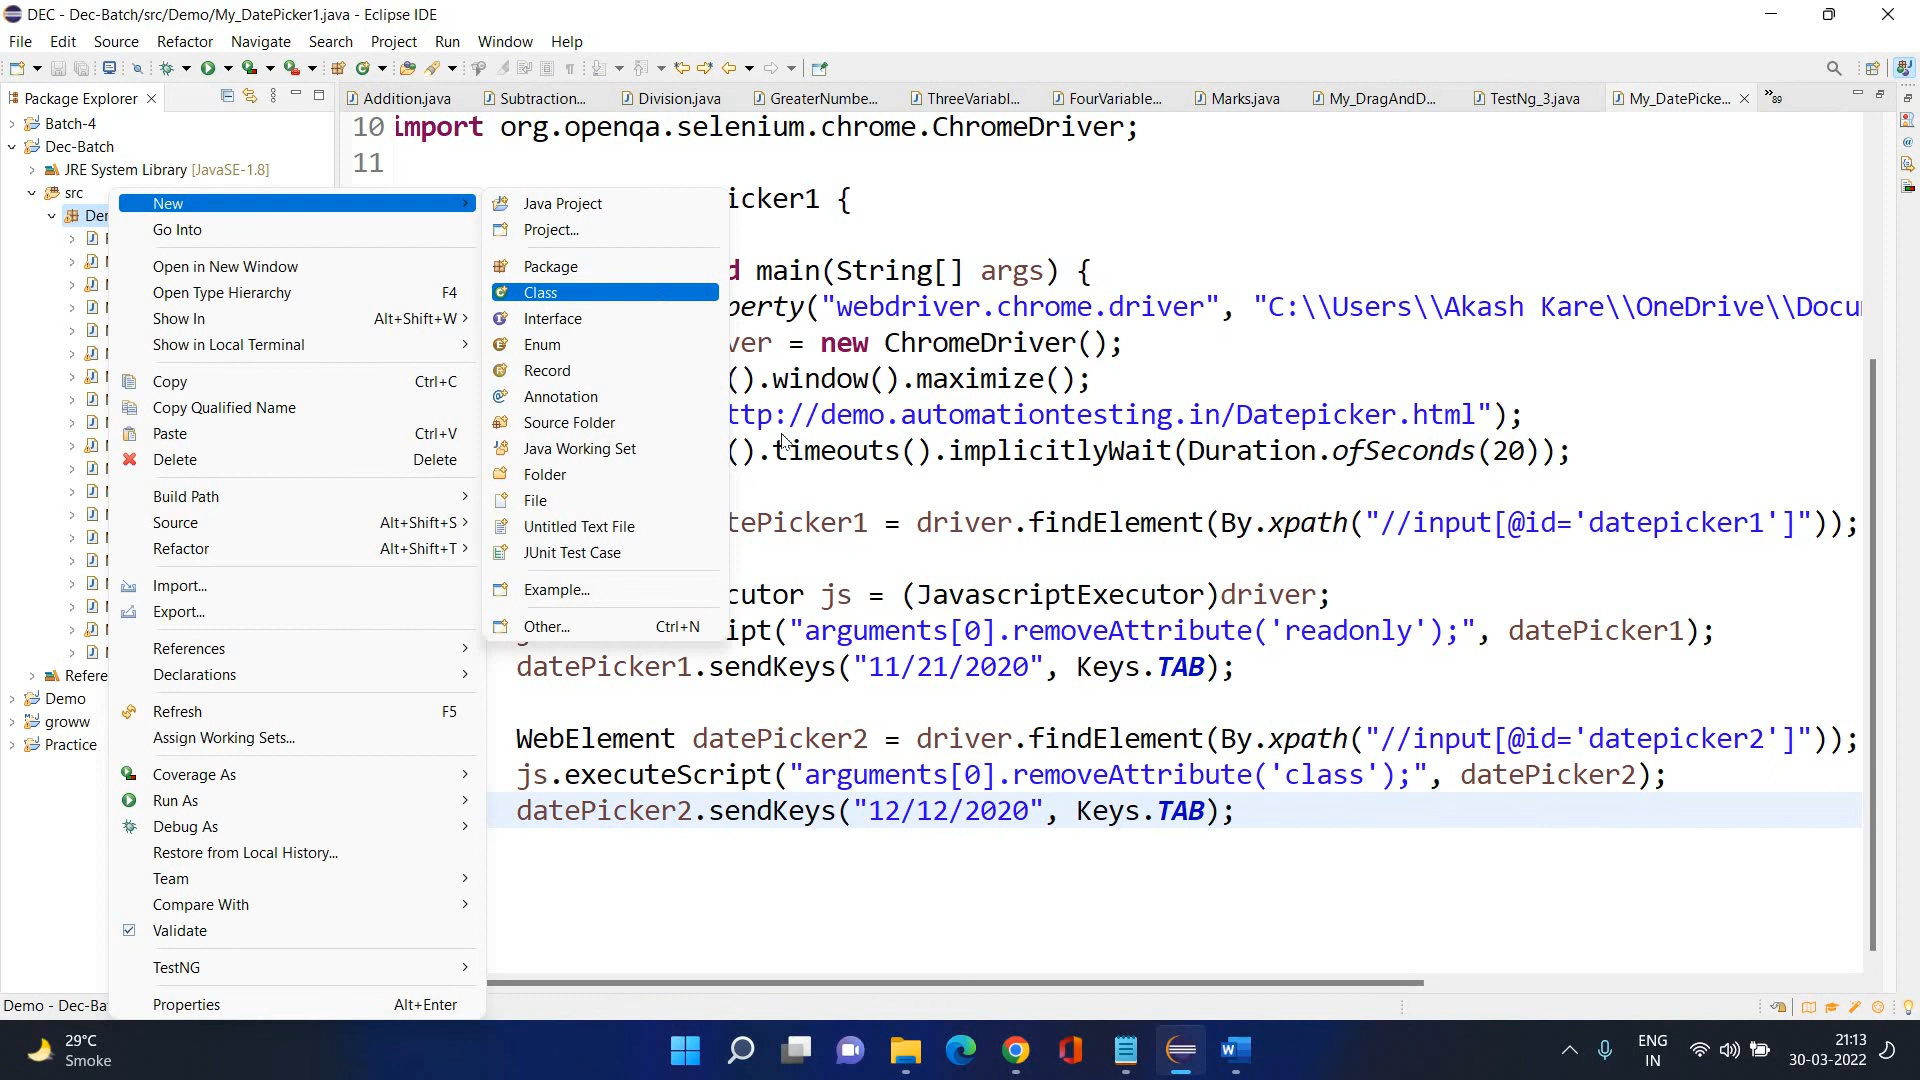 DEC - Dec-Batch/src/Demo/My_DatePicker1.java - Eclipse IDE
File Edit Source Refactor Navigate Search Project Run Window Help
Package Explorer
Addition.java Subtraction... Division.java GreaterNumbe... ThreeVariabl... FourVariable... Marks.java My_DragAndD... TestNg_3.java My_DatePicke... »89
Batch-4
Dec-Batch
JRE System Library [JavaSE-1.8]
src
Refere
Demo
groww
Practice
New
Go Into
Open in New Window
Open Type Hierarchy F4
Show In Alt+Shift+W
Show in Local Terminal
Copy Ctrl+C
Copy Qualified Name
Paste Ctrl+V
Delete Delete
Build Path
Source Alt+Shift+S
Refactor Alt+Shift+T
Import...
Export...
References
Declarations
Refresh F5
Assign Working Sets...
Coverage As
Run As
Debug As
Restore from Local History...
Team
Compare With
Validate
TestNG
Properties Alt+Enter
Java Project
Project...
Package
Class
Interface
Enum
Record
Annotation
Source Folder
Java Working Set
Folder
File
Untitled Text File
JUnit Test Case
Example...
Other... Ctrl+N
10 import org.openqa.selenium.chrome.ChromeDriver;
11
icker1 {
d main(String[] args) {
perty("webdriver.chrome.driver", "C:\\Users\\Akash Kare\\OneDrive\\Docu
ver = new ChromeDriver();
().window().maximize();
ttp://demo.automationtesting.in/Datepicker.html");
().timeouts().implicitlyWait(Duration.ofSeconds(20));
tePicker1 = driver.findElement(By.xpath("//input[@id='datepicker1']"));
cutor js = (JavascriptExecutor)driver;
ipt("arguments[0].removeAttribute('readonly');", datePicker1);
datePicker1.sendKeys("11/21/2020", Keys.TAB);
WebElement datePicker2 = driver.findElement(By.xpath("//input[@id='datepicker2']"));
js.executeScript("arguments[0].removeAttribute('class');", datePicker2);
datePicker2.sendKeys("12/12/2020", Keys.TAB);
Demo - Dec-Ba
29°C
Smoke
ENG
IN
21:13
30-03-2022